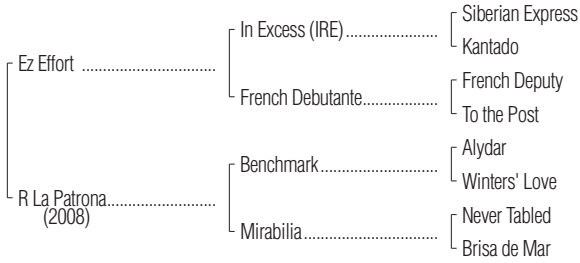 Siberian Express
In Excess (IRE)
Kantado
Ez Effort
French Deputy
French Debutante
To the Post
Alydar
Benchmark
Winters' Love
R La Patrona
(2008)
Never Tabled
Mirabilia
Brisa de Mar